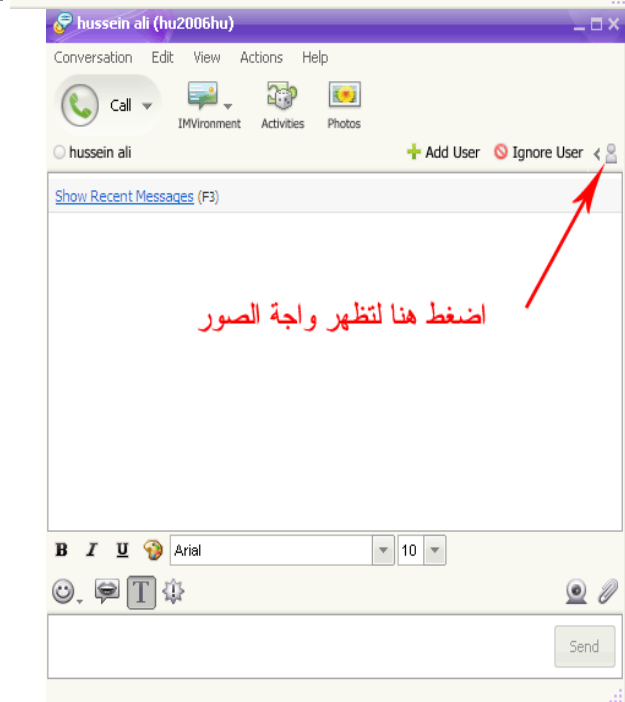 hussein ali (hu2006hu)
Conversation Edit View Actions Help
Call
IMVironment Activities Photos
hussein ali + Add User Ignore User
Show Recent Messages (F3)
اضغط هنا لتظهر واجة الصور
B I U Arial 10
T
Send